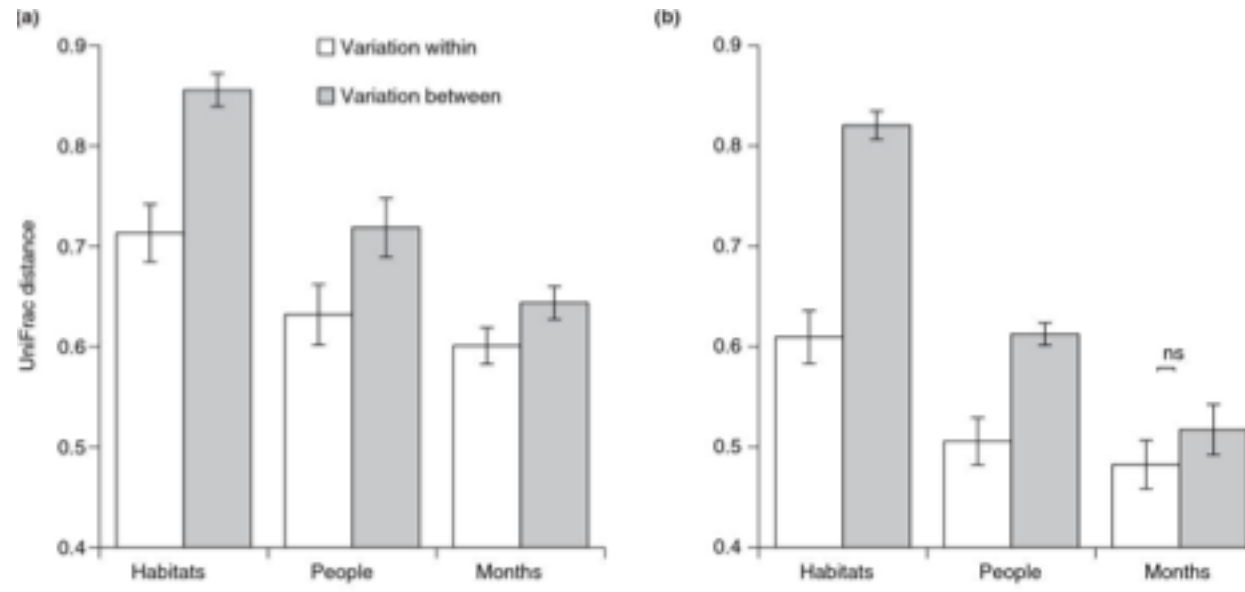 (a)
0.9
0.8
0.7
0.6
0.5
0.4
UniFrac distance
Variation within
Variation between
Habitats People Months
(b)
0.9
0.8
0.7
0.6
0.5
0.4
ns
Habitats People Months